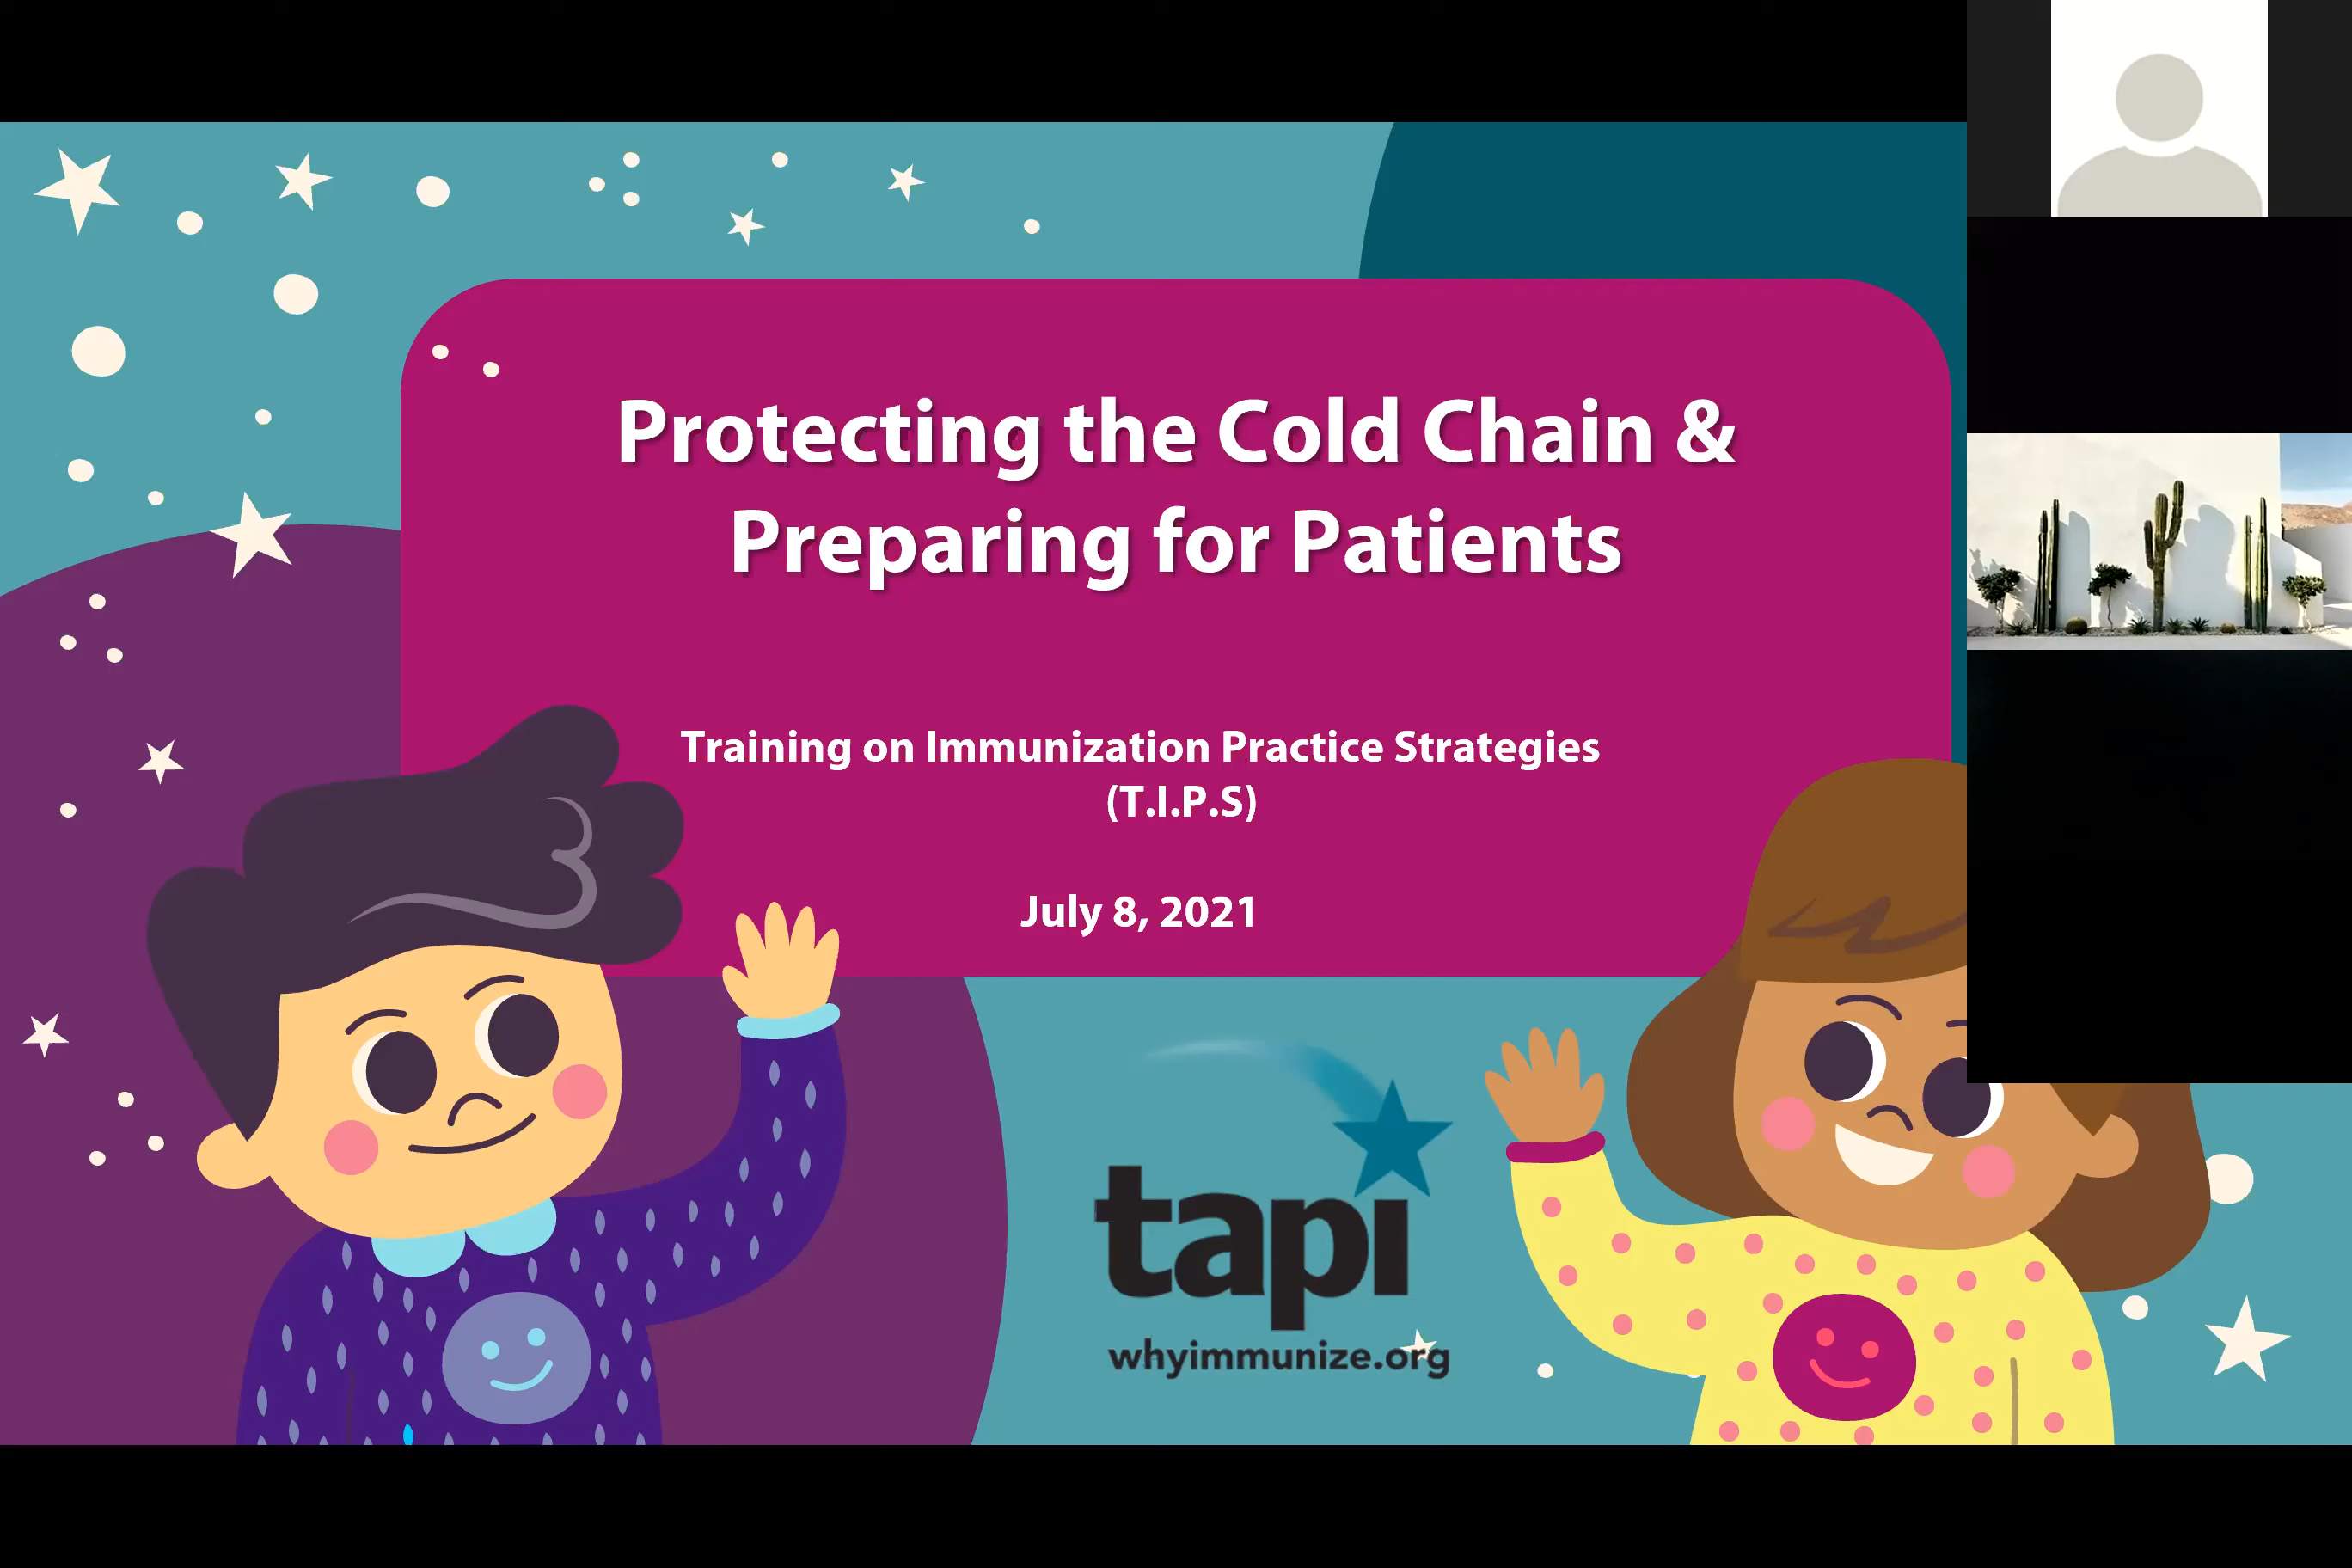 Protecting the Cold Chain &
Preparing for Patients
Training on Immunization Practice Strategies
(T.I.P.S)
July 8, 2021
tapi
whyimmunize.org